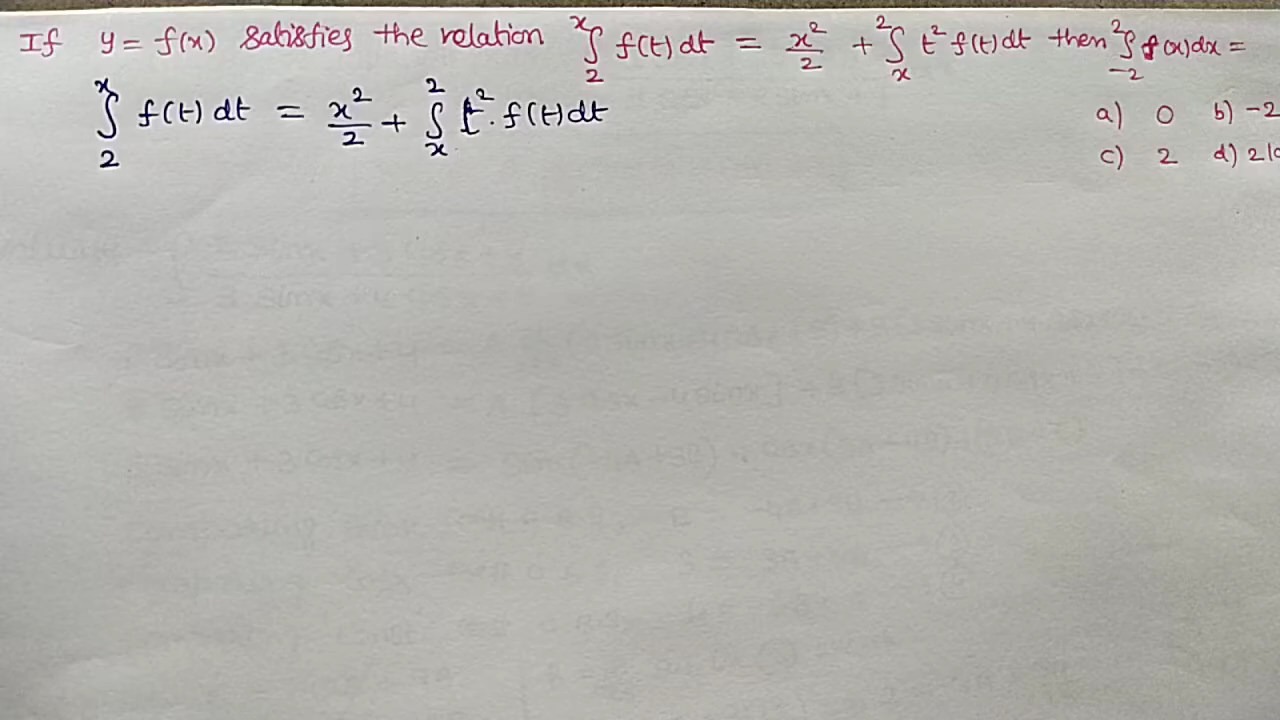 If y = f(x) satisfies the relation ∫₂ˣ f(t) dt = x²/2 + ∫ₓ² t² f(t) dt then ∫₋₂² f(x) dx =
∫₂ˣ f(t) dt = x²/2 + ∫ₓ² t² . f(t) dt
a) 0 b) -2
c) 2 d)